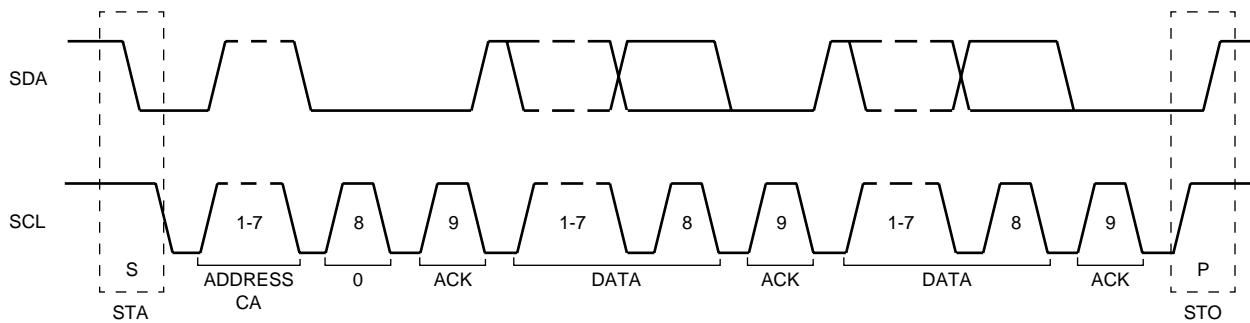 SDA
SCL
1-7 8 9 1-7 8 9 1-7 8 9
S P
ADDRESS 0 ACK DATA ACK DATA ACK
CA
STA STO